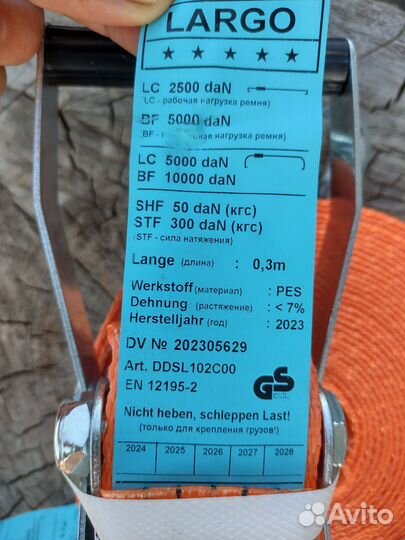 LARGO
★ ★ ★ ★ ★
LC 2500 daN
(LC - рабочая нагрузка ремня)
BF 5000 daN
(BF - нагрузка ремня)
LC 5000 daN
BF 10000 daN
SHF 50 daN (кгс)
STF 300 daN (кгс)
(STF - сила натяжения)
Lange (длина) : 0,3m
Werkstoff (материал) : PES
Dehnung (растяжение) : < 7%
Herstelljahr (год) : 2023
DV № 202305629
Art. DDSL102C00
EN 12195-2
GS
Nicht heben, schleppen Last!
(только для крепления грузов!)
2024 2025 2026 2027 2028
Avito